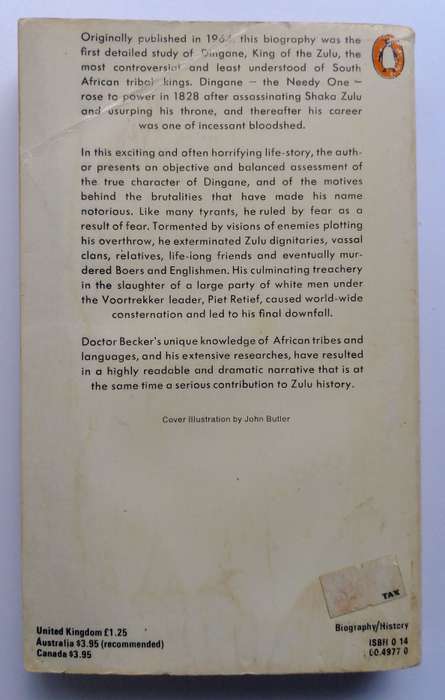 Originally published in 1964, this biography was the
first detailed study of Dingane, King of the Zulu, the
most controversial and least understood of South
African tribal kings. Dingane – the Needy One –
rose to power in 1828 after assassinating Shaka Zulu
and usurping his throne, and thereafter his career
was one of incessant bloodshed.
In this exciting and often horrifying life-story, the auth-
or presents an objective and balanced assessment of
the true character of Dingane, and of the motives
behind the brutalities that have made his name
notorious. Like many tyrants, he ruled by fear as a
result of fear. Tormented by visions of enemies plotting
his overthrow, he exterminated Zulu dignitaries, vassal
clans, relatives, life-long friends and eventually mur-
dered Boers and Englishmen. His culminating treachery
in the slaughter of a large party of white men under
the Voortrekker leader, Piet Retief, caused world-wide
consternation and led to his final downfall.
Doctor Becker's unique knowledge of African tribes and
languages, and his extensive researches, have resulted
in a highly readable and dramatic narrative that is at
the same time a serious contribution to Zulu history.
Cover illustration by John Butler
TAX
United Kingdom £1.25
Australia $3.95 (recommended)
Canada $3.95
Biography/History
ISBN 0 14
00.4977 0